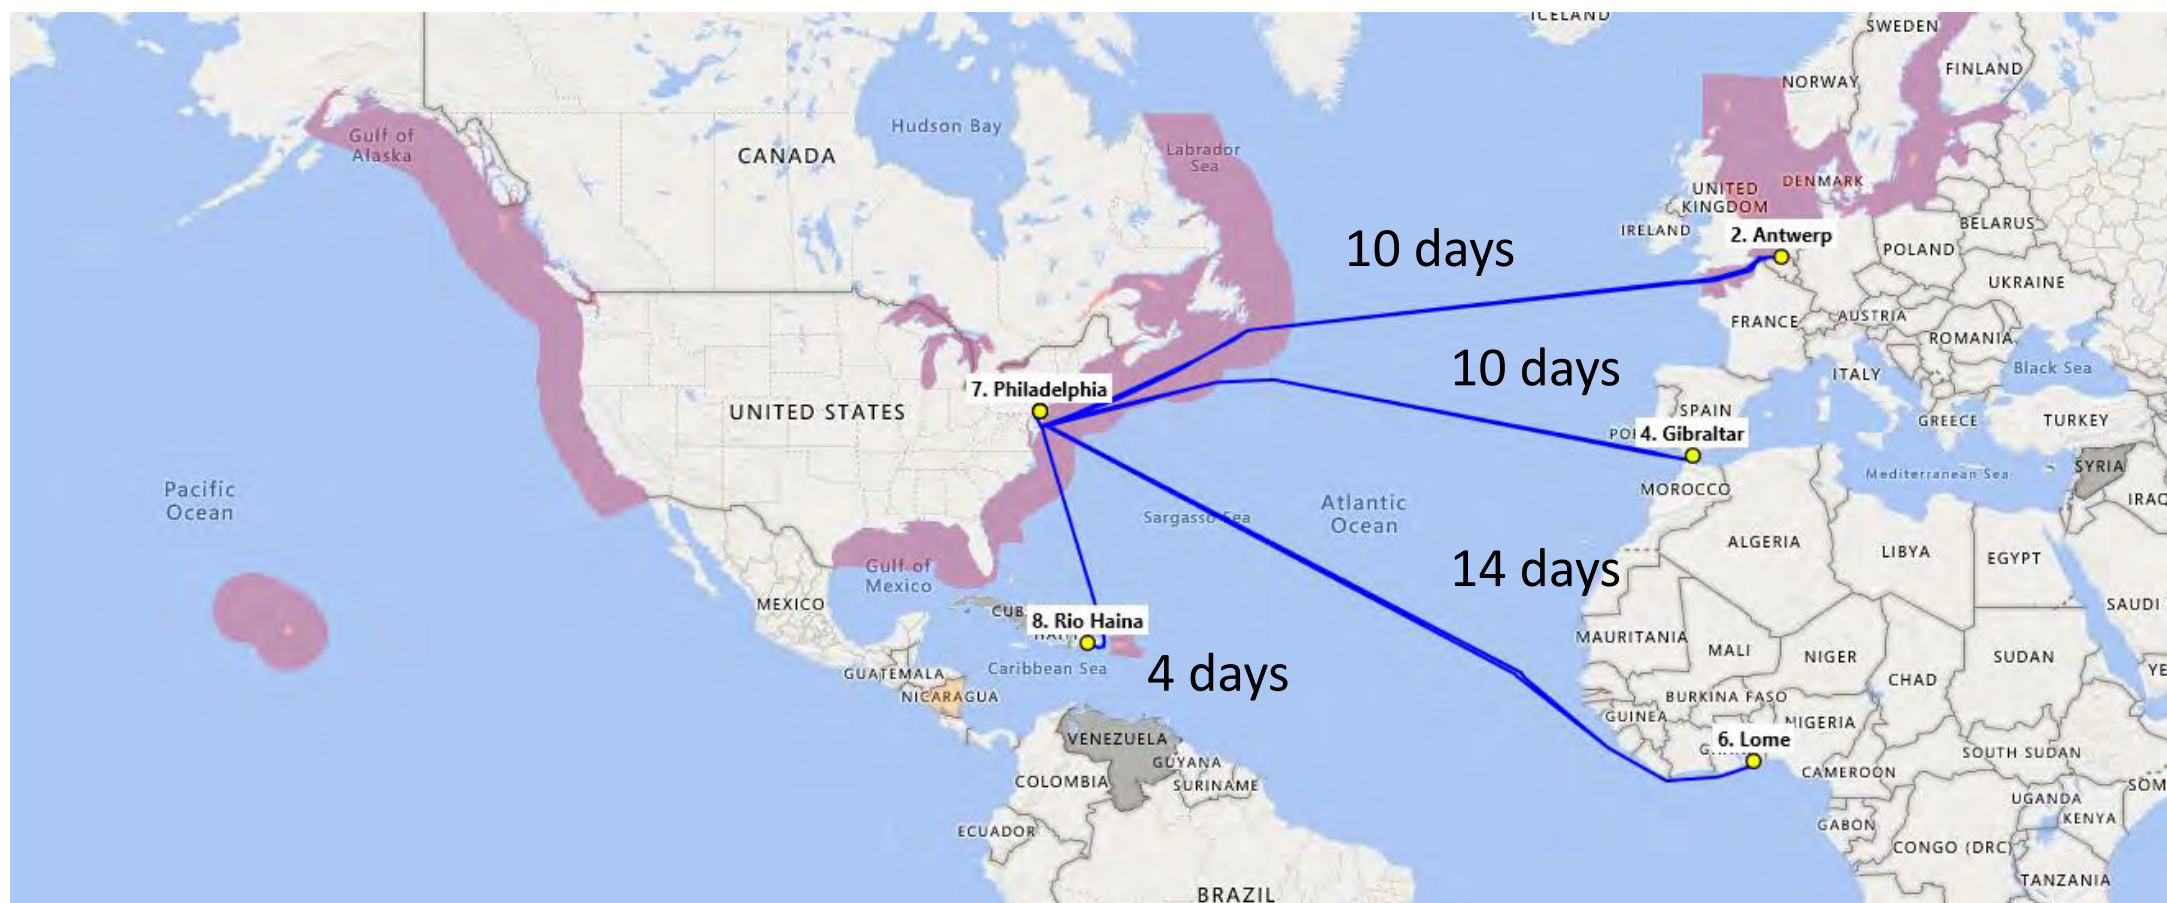 ICELAND
SWEDEN
FINLAND
NORWAY
Gulf of
Alaska
Hudson Bay
CANADA
Labrador
Sea
DENMARK
UNITED
KINGDOM
IRELAND
BELARUS
2. Antwerp
POLAND
10 days
UKRAINE
FRANCE
AUSTRIA
ROMANIA
Black Sea
10 days
ITALY
7. Philadelphia
UNITED STATES
SPAIN
GREECE
TURKEY
4. Gibraltar
SYRIA
Mediterranean Sea
Pacific
Ocean
MOROCCO
IRAQ
Sargasso Sea
Atlantic
Ocean
ALGERIA
LIBYA
EGYPT
14 days
Gulf of
Mexico
MEXICO
CUB
SAUDI
8. Rio Haina
HAITI
MAURITANIA
MALI
NIGER
SUDAN
Caribbean Sea
4 days
GUATEMALA
CHAD
YE
NICARAGUA
BURKINA FASO
GUINEA
NIGERIA
VENEZUELA
6. Lome
SOUTH SUDAN
GUYANA
CAMEROON
COLOMBIA
SURINAME
SOM
UGANDA
KENYA
ECUADOR
GABON
CONGO (DRC)
TANZANIA
BRAZIL